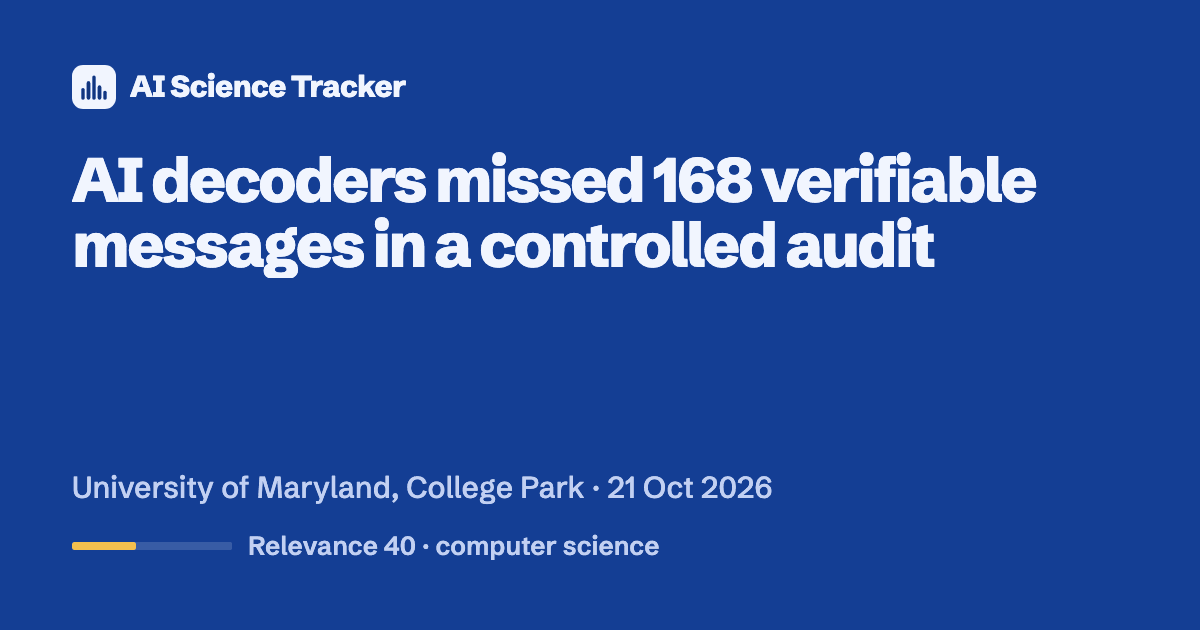 AI Science Tracker
AI decoders missed 168 verifiable
messages in a controlled audit
University of Maryland, College Park · 21 Oct 2026
Relevance 40 · computer science